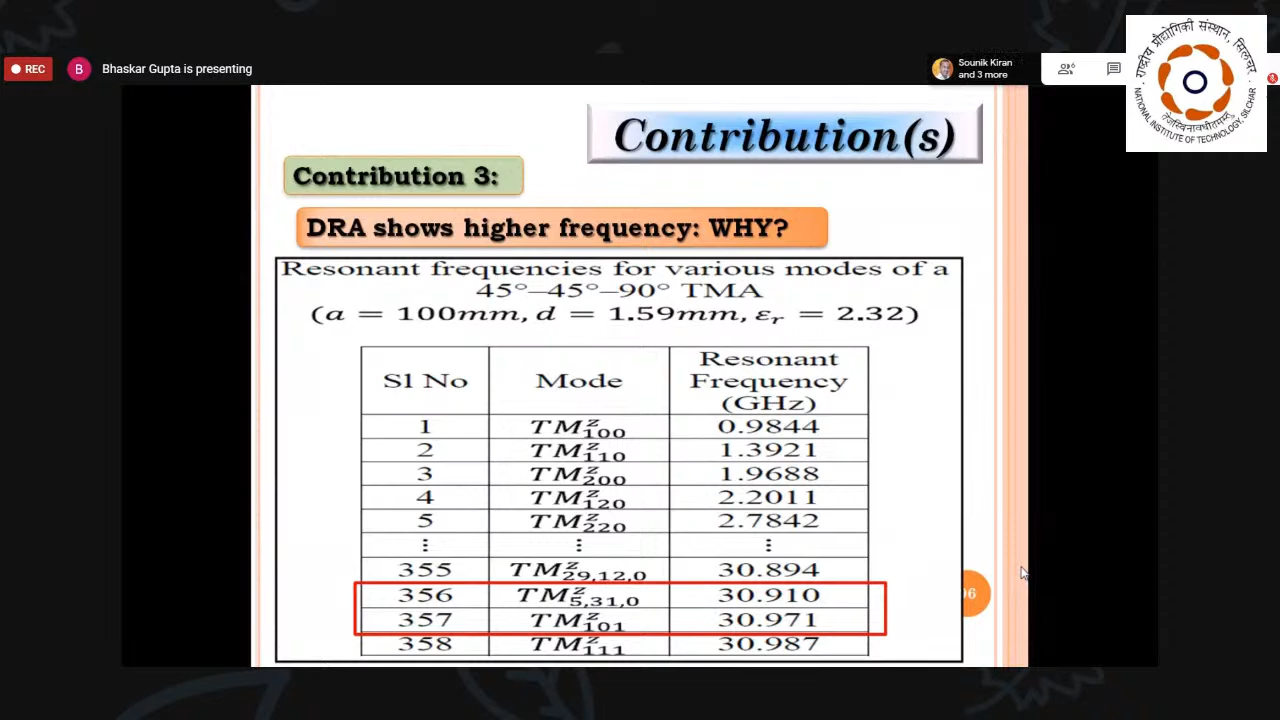 REC
B
Bhaskar Gupta is presenting
Sounik Kiran
and 3 more
6
राष्ट्रीय प्रौद्योगिकी संस्थान, सिलचर
NATIONAL INSTITUTE OF TECHNOLOGY, SILCHAR
Contribution(s)
Contribution 3:
DRA shows higher frequency: WHY?
Resonant frequencies for various modes of a
45°–45°–90° TMA
(a = 100mm, d = 1.59mm, εr = 2.32)
Sl No Mode Resonant Frequency (GHz)
1 TM^z_100 0.9844
2 TM^z_110 1.3921
3 TM^z_200 1.9688
4 TM^z_120 2.2011
5 TM^z_220 2.7842
⋮ ⋮ ⋮
355 TM^z_29,12,0 30.894
356 TM^z_5,31,0 30.910
357 TM^z_101 30.971
358 TM^z_111 30.987